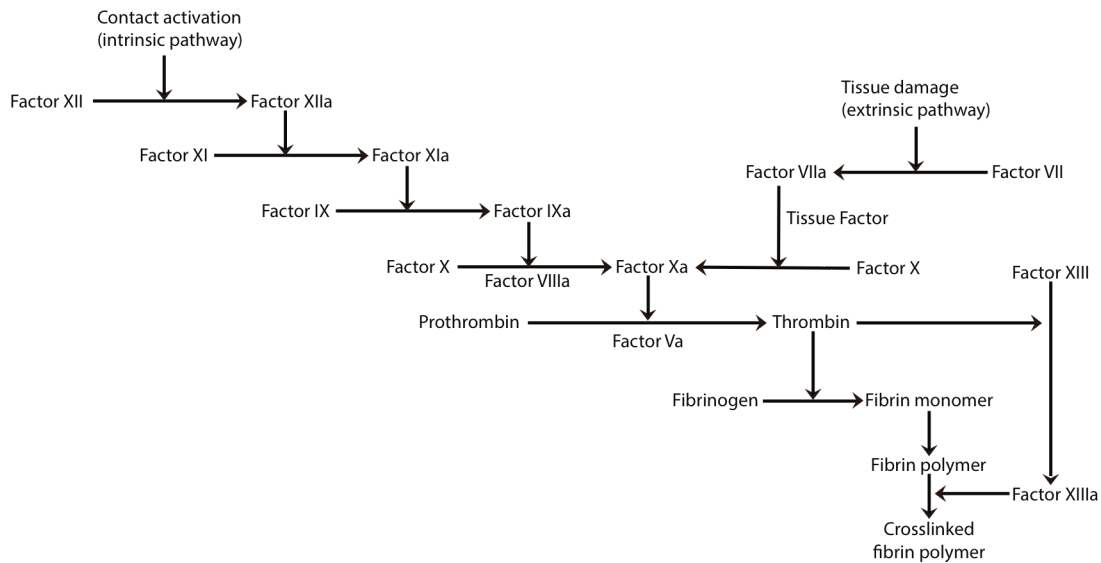 Contact activation
(intrinsic pathway)
Tissue damage
(extrinsic pathway)
Factor XII
Factor XIIa
Factor XI
Factor XIa
Factor VIIa
Factor VII
Factor IX
Factor IXa
Tissue Factor
Factor X
Factor VIIIa
Factor Xa
Factor X
Factor XIII
Prothrombin
Factor Va
Thrombin
Fibrinogen
Fibrin monomer
Fibrin polymer
Factor XIIIa
Crosslinked
fibrin polymer